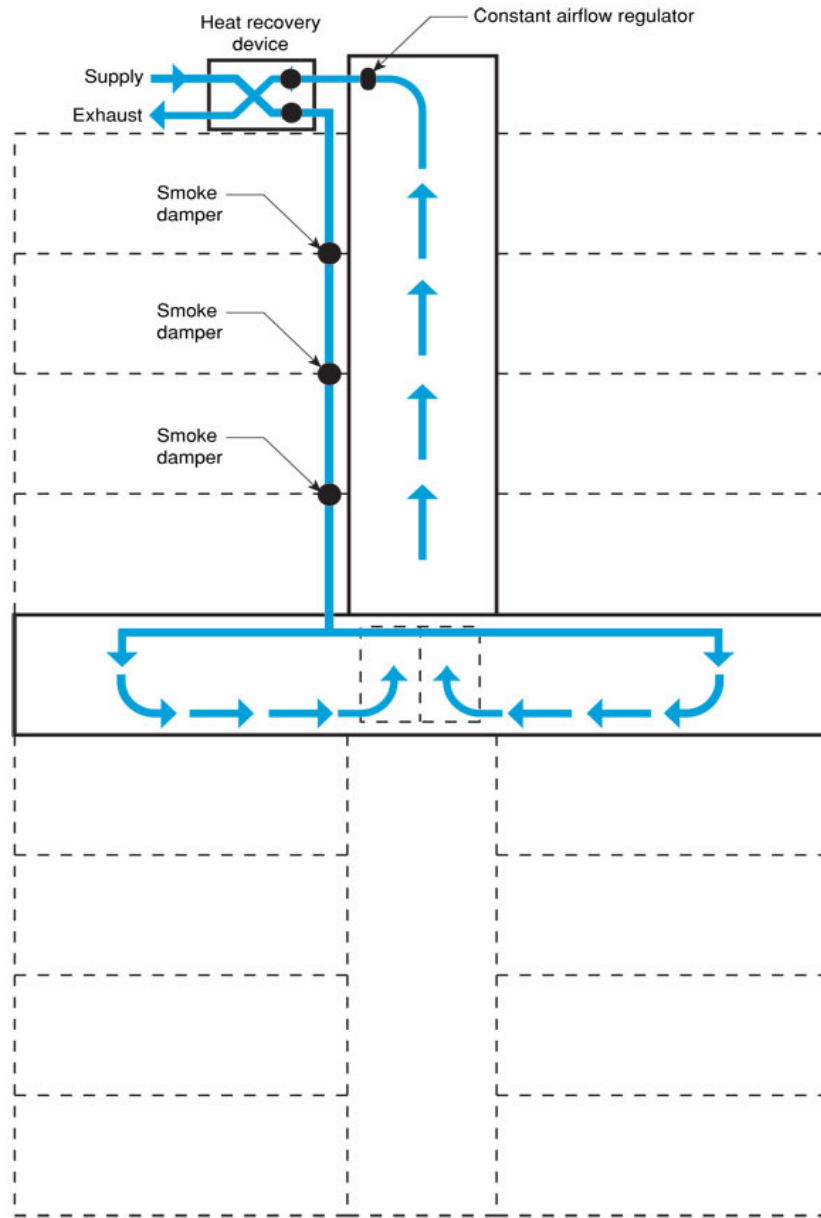 Heat recovery
device
Constant airflow regulator
Supply
Exhaust
Smoke
damper
Smoke
damper
Smoke
damper